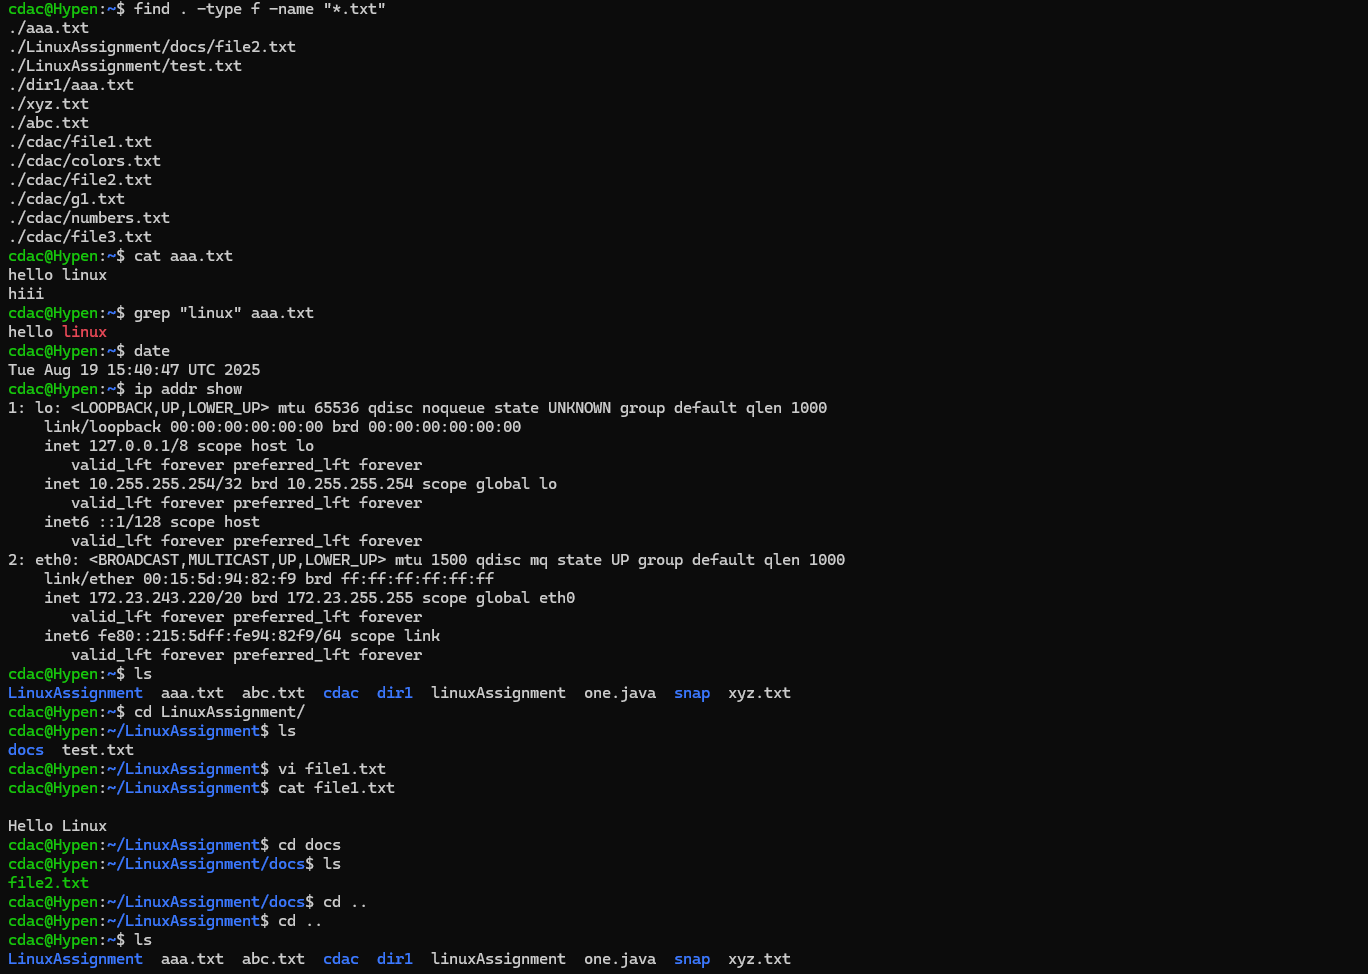 cdac@Hypen:~$ find . -type f -name "*.txt"
./aaa.txt
./LinuxAssignment/docs/file2.txt
./LinuxAssignment/test.txt
./dir1/aaa.txt
./xyz.txt
./abc.txt
./cdac/file1.txt
./cdac/colors.txt
./cdac/file2.txt
./cdac/g1.txt
./cdac/numbers.txt
./cdac/file3.txt
cdac@Hypen:~$ cat aaa.txt
hello linux
hiii
cdac@Hypen:~$ grep "linux" aaa.txt
hello linux
cdac@Hypen:~$ date
Tue Aug 19 15:40:47 UTC 2025
cdac@Hypen:~$ ip addr show
1: lo: <LOOPBACK,UP,LOWER_UP> mtu 65536 qdisc noqueue state UNKNOWN group default qlen 1000
    link/loopback 00:00:00:00:00:00 brd 00:00:00:00:00:00
    inet 127.0.0.1/8 scope host lo
       valid_lft forever preferred_lft forever
    inet 10.255.255.254/32 brd 10.255.255.254 scope global lo
       valid_lft forever preferred_lft forever
    inet6 ::1/128 scope host
       valid_lft forever preferred_lft forever
2: eth0: <BROADCAST,MULTICAST,UP,LOWER_UP> mtu 1500 qdisc mq state UP group default qlen 1000
    link/ether 00:15:5d:94:82:f9 brd ff:ff:ff:ff:ff:ff
    inet 172.23.243.220/20 brd 172.23.255.255 scope global eth0
       valid_lft forever preferred_lft forever
    inet6 fe80::215:5dff:fe94:82f9/64 scope link
       valid_lft forever preferred_lft forever
cdac@Hypen:~$ ls
LinuxAssignment  aaa.txt  abc.txt  cdac  dir1  linuxAssignment  one.java  snap  xyz.txt
cdac@Hypen:~$ cd LinuxAssignment/
cdac@Hypen:~/LinuxAssignment$ ls
docs  test.txt
cdac@Hypen:~/LinuxAssignment$ vi file1.txt
cdac@Hypen:~/LinuxAssignment$ cat file1.txt

Hello Linux
cdac@Hypen:~/LinuxAssignment$ cd docs
cdac@Hypen:~/LinuxAssignment/docs$ ls
file2.txt
cdac@Hypen:~/LinuxAssignment/docs$ cd ..
cdac@Hypen:~/LinuxAssignment$ cd ..
cdac@Hypen:~$ ls
LinuxAssignment  aaa.txt  abc.txt  cdac  dir1  linuxAssignment  one.java  snap  xyz.txt